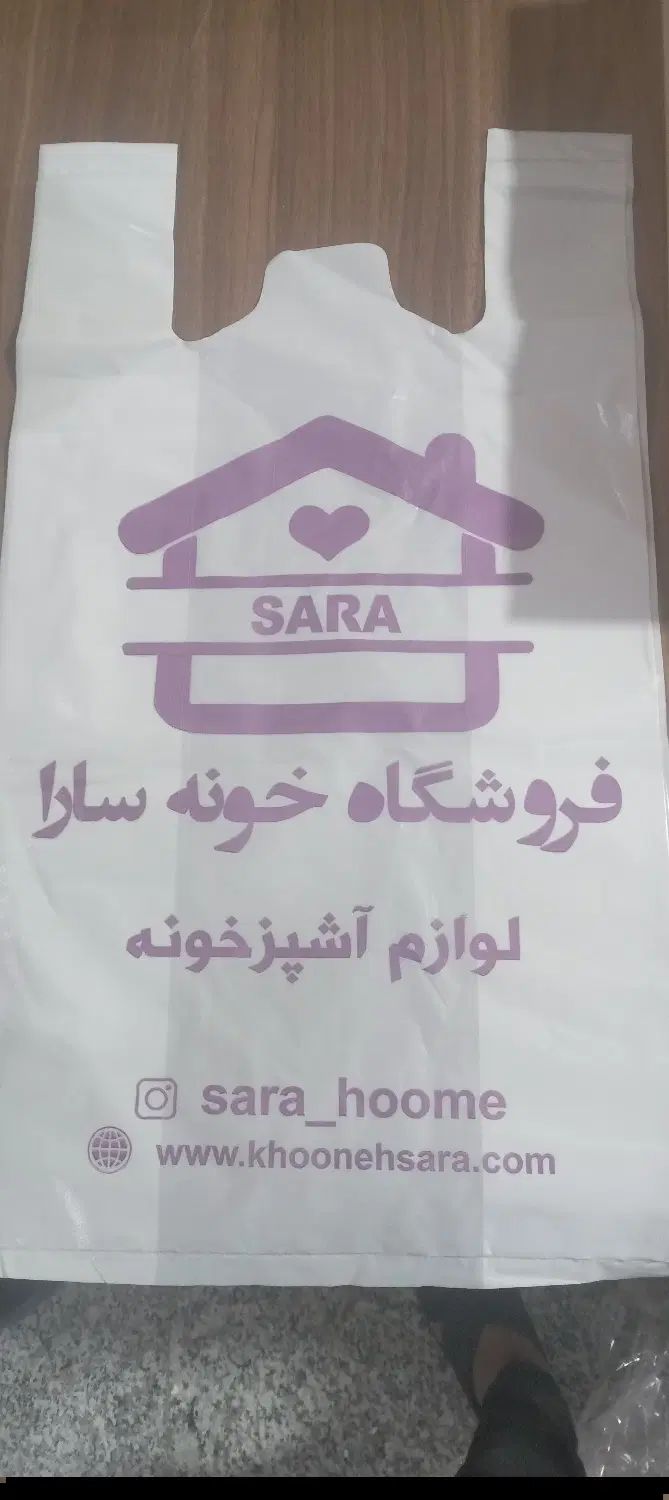 SARA
فروشگاه خونه سارا
لوازم آشپزخونه
sara_hoome
www.khoonehsara.com